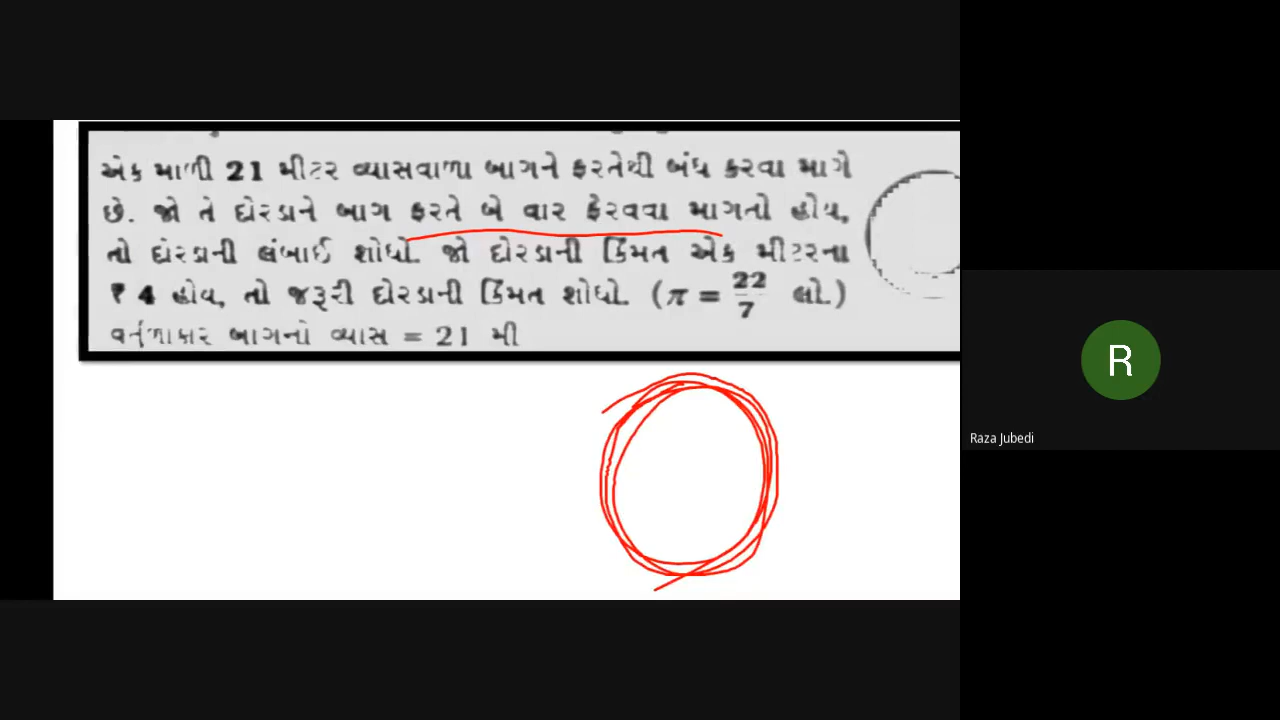 એક માળી 21 મીટર વ્યાસવાળા બાગને ફરતેથી બંધ કરવા માગે
છે. જો તે દોરડાને બાગ ફરતે બે વાર ફેરવવા માગતો હોય,
તો દોરડાની લંબાઈ શોધો. જો દોરડાની કિંમત એક મીટરના
₹ 4 હોય, તો જરૂરી દોરડાની કિંમત શોધો. (π = 22/7 લો.)
વર્તુળાકાર બાગનો વ્યાસ = 21 મી
R
Raza Jubedi